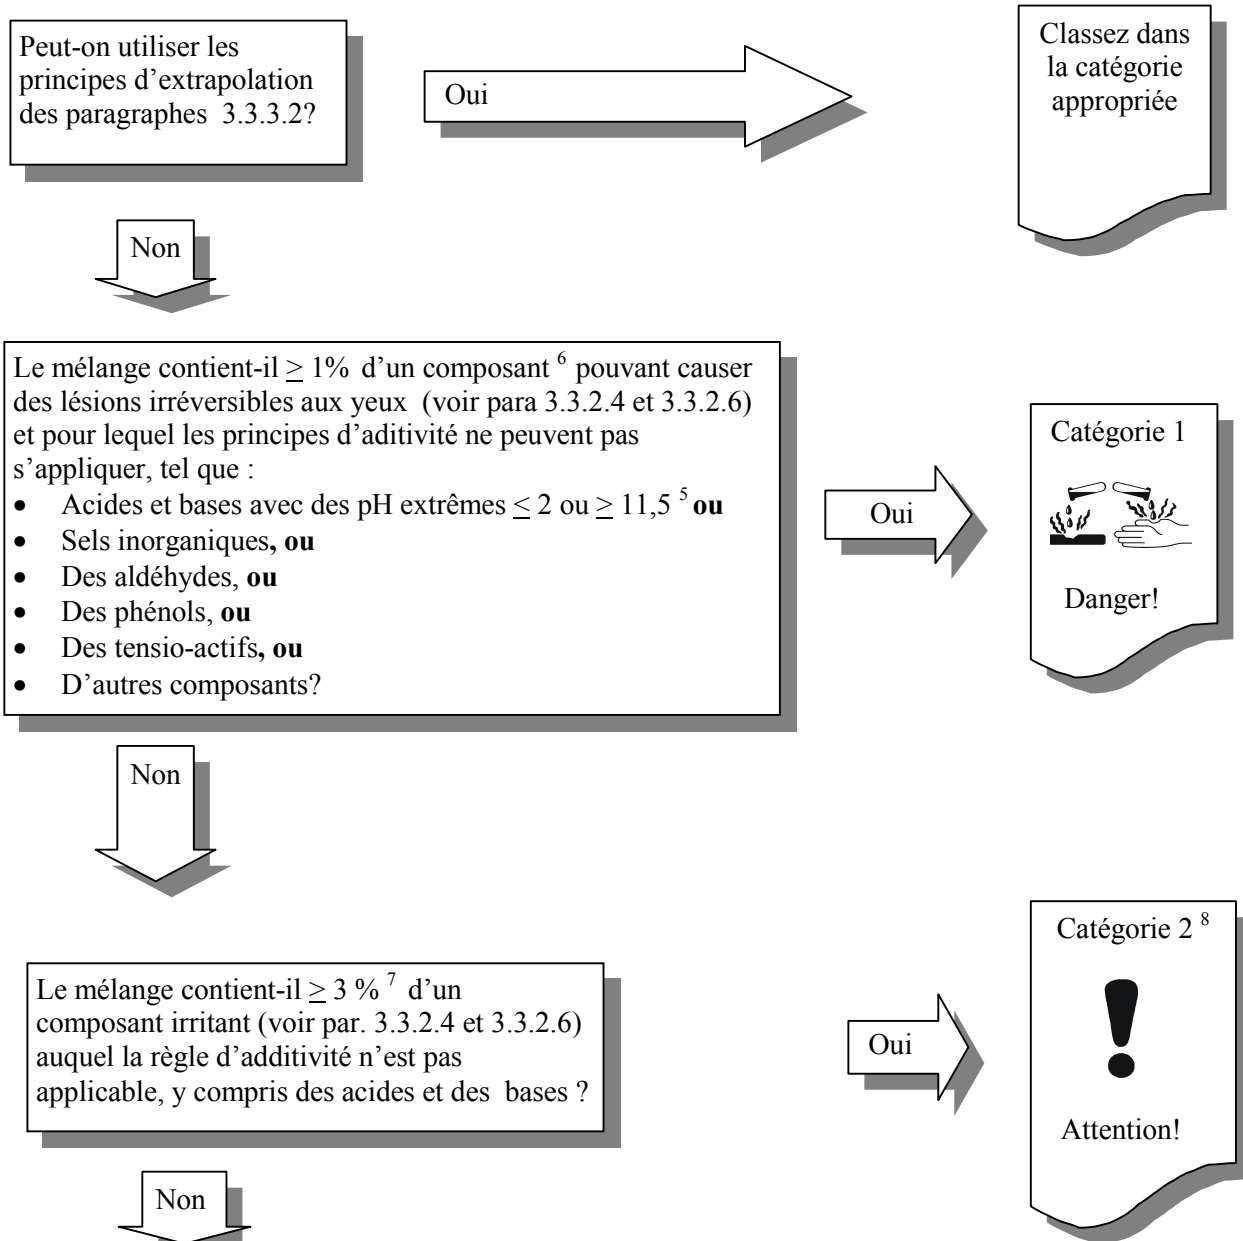 Peut-on utiliser les
principes d'extrapolation
des paragraphes 3.3.3.2?
Oui
Classez dans
la catégorie
appropriée
Non
Le mélange contient-il ≥ 1% d'un composant ⁶ pouvant causer
des lésions irréversibles aux yeux (voir para 3.3.2.4 et 3.3.2.6)
et pour lequel les principes d'aditivité ne peuvent pas
s'appliquer, tel que :
• Acides et bases avec des pH extrêmes ≤ 2 ou ≥ 11,5 ⁵ ou
• Sels inorganiques, ou
• Des aldéhydes, ou
• Des phénols, ou
• Des tensio-actifs, ou
• D'autres composants?
Oui
Catégorie 1
Danger!
Non
Le mélange contient-il ≥ 3 % ⁷ d'un
composant irritant (voir par. 3.3.2.4 et 3.3.2.6)
auquel la règle d'additivité n'est pas
applicable, y compris des acides et des bases ?
Oui
Catégorie 2 ⁸
Attention!
Non